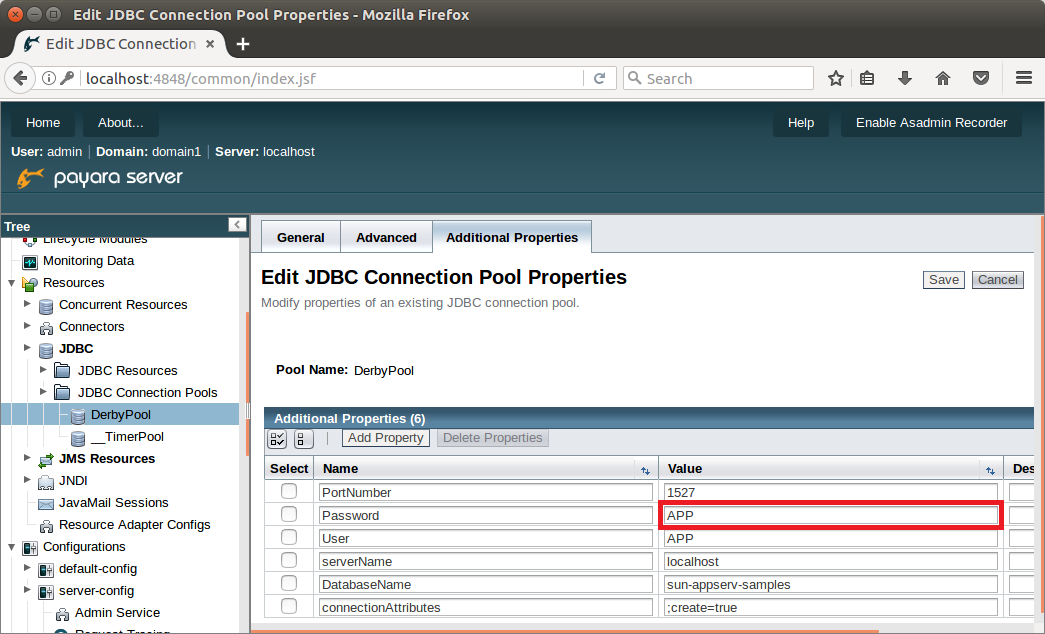 Edit JDBC Connection Pool Properties - Mozilla Firefox
Edit JDBC Connection
localhost:4848/common/index.jsf
Search
Home About... Help Enable Asadmin Recorder
User: admin | Domain: domain1 | Server: localhost
payara server
Tree
Lifecycle Modules
Monitoring Data
Resources
Concurrent Resources
Connectors
JDBC
JDBC Resources
JDBC Connection Pools
DerbyPool
__TimerPool
JMS Resources
JNDI
JavaMail Sessions
Resource Adapter Configs
Configurations
default-config
server-config
Admin Service
Request Tracing
General Advanced Additional Properties
Edit JDBC Connection Pool Properties
Save Cancel
Modify properties of an existing JDBC connection pool.
Pool Name: DerbyPool
Additional Properties (6)
Add Property Delete Properties
Select Name Value Des
PortNumber 1527
Password APP
User APP
serverName localhost
DatabaseName sun-appserv-samples
connectionAttributes ;create=true